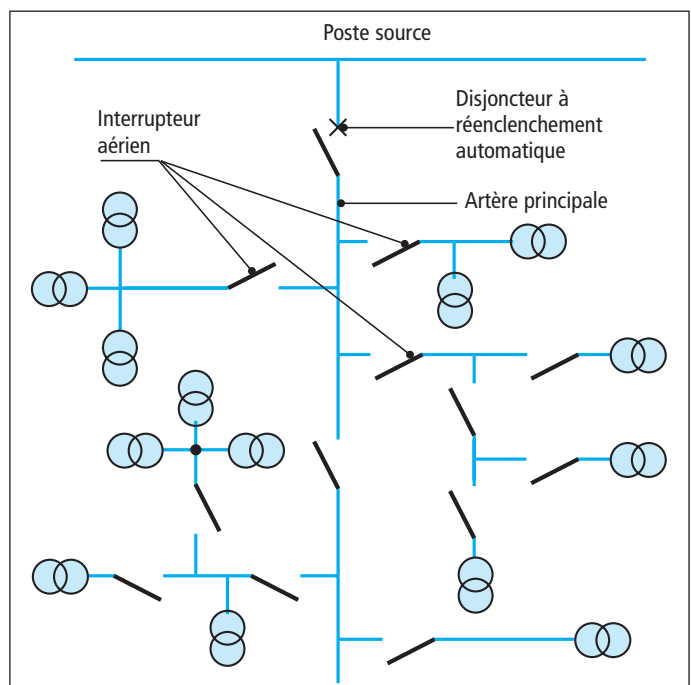 Poste source
Interrupteur
aérien
Disjoncteur à
réenclenchement
automatique
Artère principale